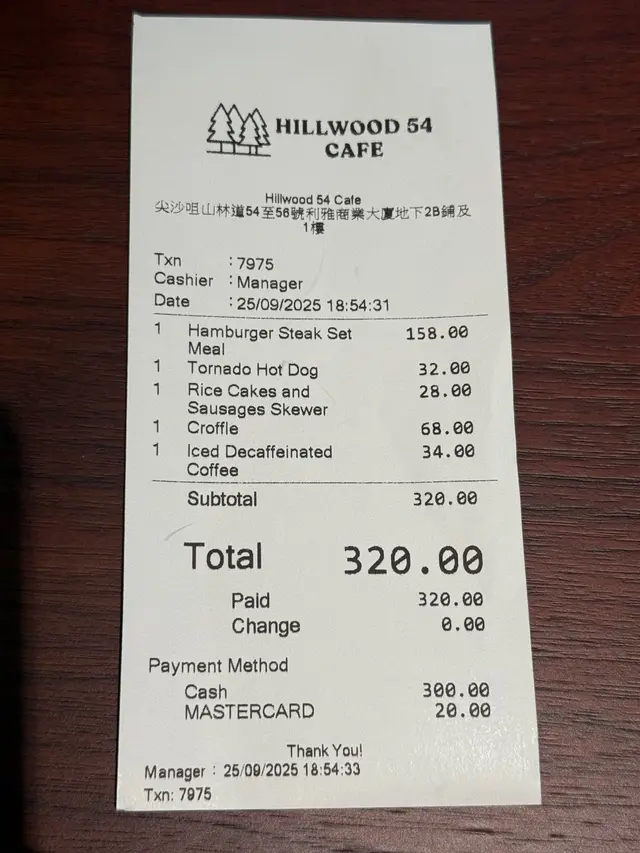 HILLWOOD 54
CAFE
Hillwood 54 Cafe
尖沙咀山林道54至56號利雅商業大廈地下2B鋪及
1樓
Txn : 7975
Cashier : Manager
Date : 25/09/2025 18:54:31
1 Hamburger Steak Set 158.00
Meal
1 Tornado Hot Dog 32.00
1 Rice Cakes and 28.00
Sausages Skewer
1 Croffle 68.00
1 Iced Decaffeinated 34.00
Coffee
Subtotal 320.00
Total 320.00
Paid 320.00
Change 0.00
Payment Method
Cash 300.00
MASTERCARD 20.00
Thank You!
Manager : 25/09/2025 18:54:33
Txn: 7975